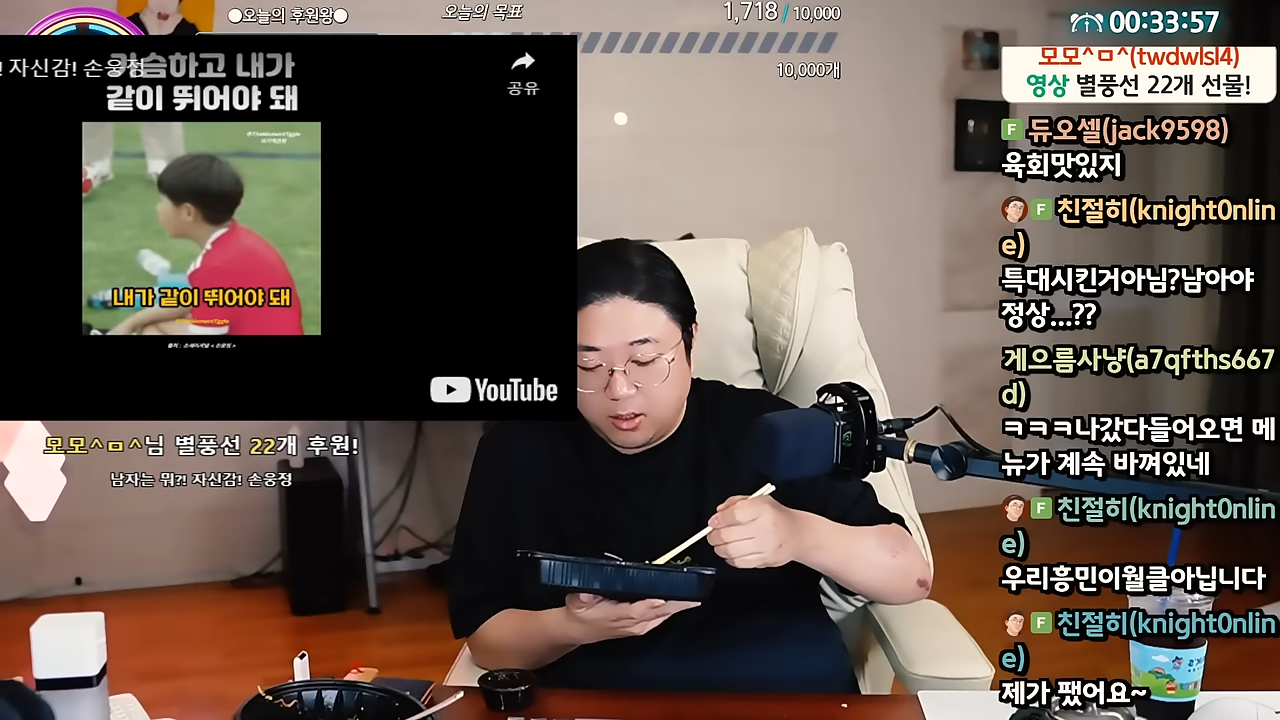 ●오늘의 후원왕●
오늘의 목표
1,718 / 10,000
10,000개
00:33:57
! 자신감! 손웅정
슴하고 내가
같이 뛰어야 돼
공유
@TheMomentToggle
내가 같이 뛰어야 돼
YouTube
모모^ㅁ^님 별풍선 22개 후원!
남자는 뭐?! 자신감! 손웅정
모모^ㅁ^(twdwlsl4)
영상 별풍선 22개 선물!
F 듀오셀(jack9598)
육회맛있지
F 친절히(knight0nlin
e)
특대시킨거아님?남아야
정상...??
게으름사냥(a7qfths667
d)
ㅋㅋㅋ나갔다들어오면 메
뉴가 계속 바껴있네
F 친절히(knight0nlin
e)
우리흥민이월클아닙니다
F 친절히(knight0nlin
e)
제가 팼어요~